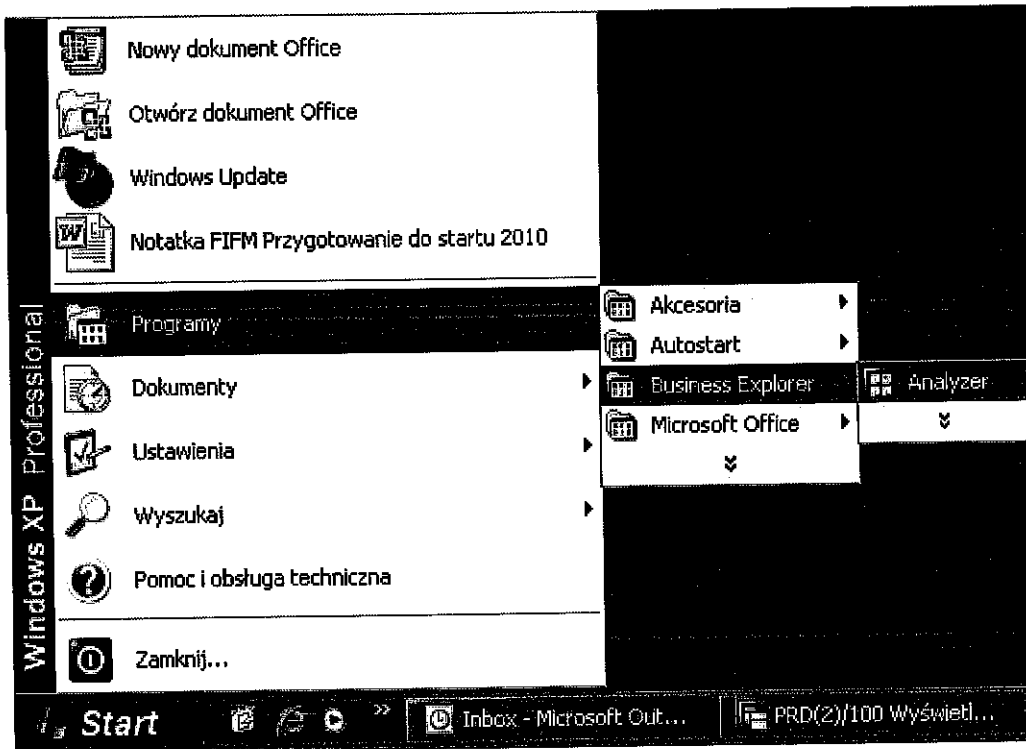 Nowy dokument Office
Otwórz dokument Office
Windows Update
Notatka FIFM Przygotowanie do startu 2010
Programy
Dokumenty
Ustawienia
Wyszukaj
Pomoc i obsługa techniczna
Zamknij...
Windows XP Professional
Akcesoria
Autostart
Business Explorer
Microsoft Office
Analyzer
Start
Inbox - Microsoft Out...
PRD(2)/100 Wyświetl...